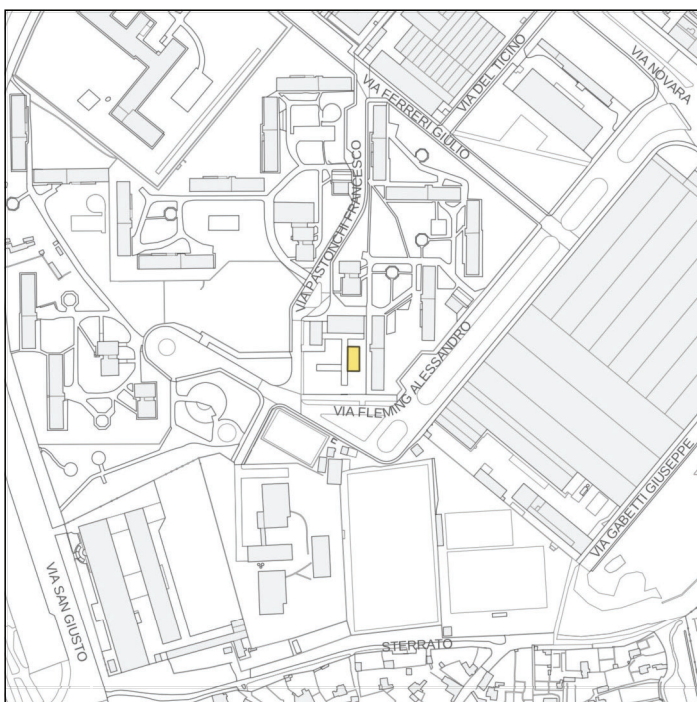 VIA NOVARA
VIA DEL TICINO
VIA FERRERI GIULIO
VIA PASTONCHI FRANCESCO
VIA FLEMING ALESSANDRO
VIA GABETTI GIUSEPPE
VIA SAN GIUSTO
STERRATO